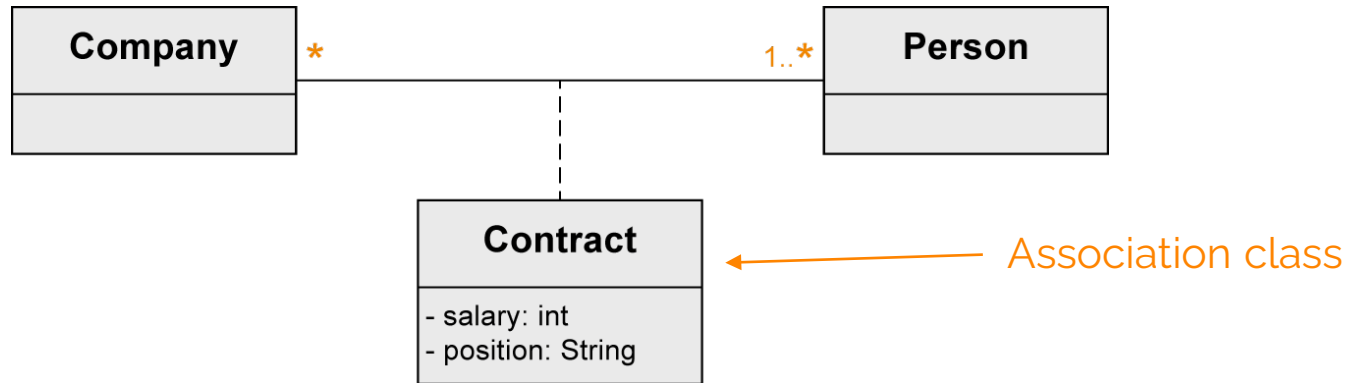 Company
*
1..*
Person
Contract
- salary: int
- position: String
Association class